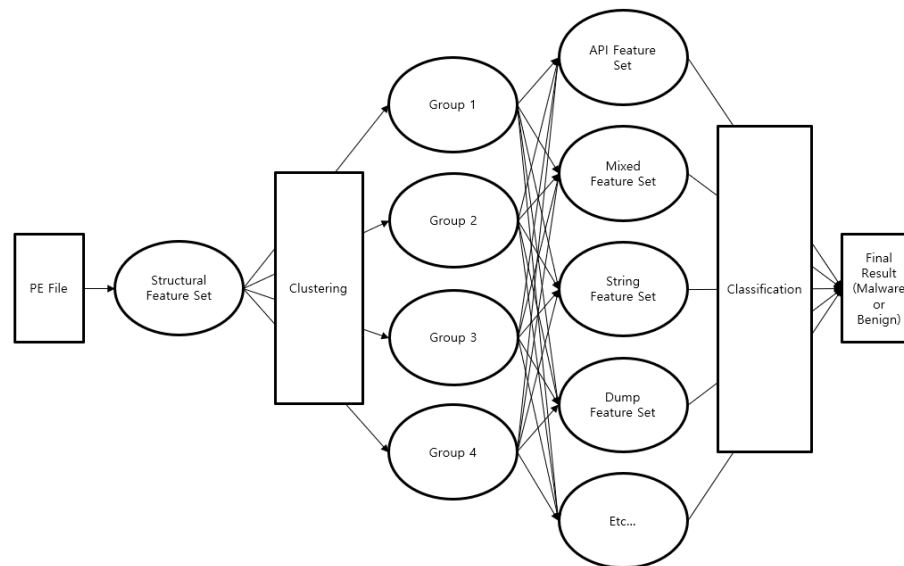 PE File
Structural
Feature Set
Clustering
Group 1
Group 2
Group 3
Group 4
API Feature
Set
Mixed
Feature Set
String
Feature Set
Dump
Feature Set
Etc...
Classification
Final
Result
(Malware
or
Benign)